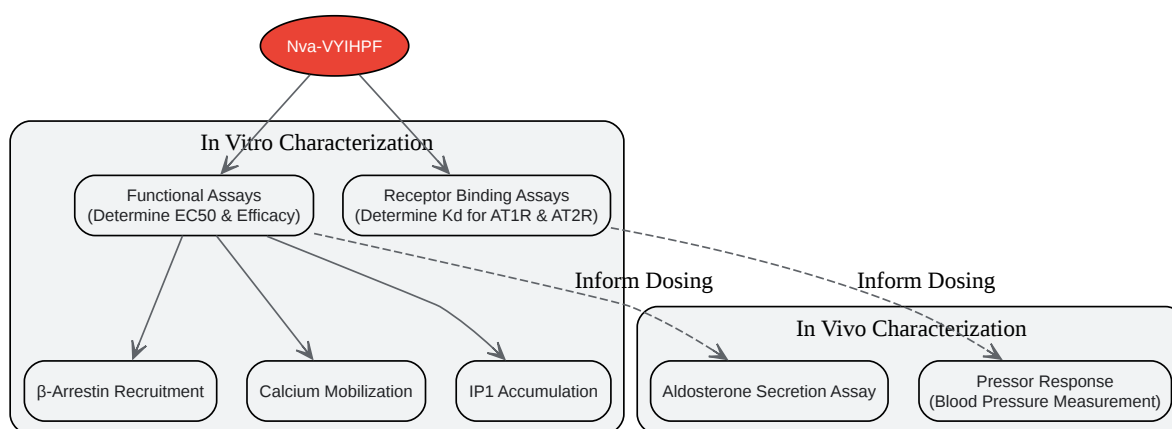 Nva-VYIHPF
In Vitro Characterization
Functional Assays
(Determine EC50 & Efficacy)
Receptor Binding Assays
(Determine Kd for AT1R & AT2R)
Inform Dosing
Inform Dosing
In Vivo Characterization
β-Arrestin Recruitment
Calcium Mobilization
IP1 Accumulation
Aldosterone Secretion Assay
Pressor Response
(Blood Pressure Measurement)